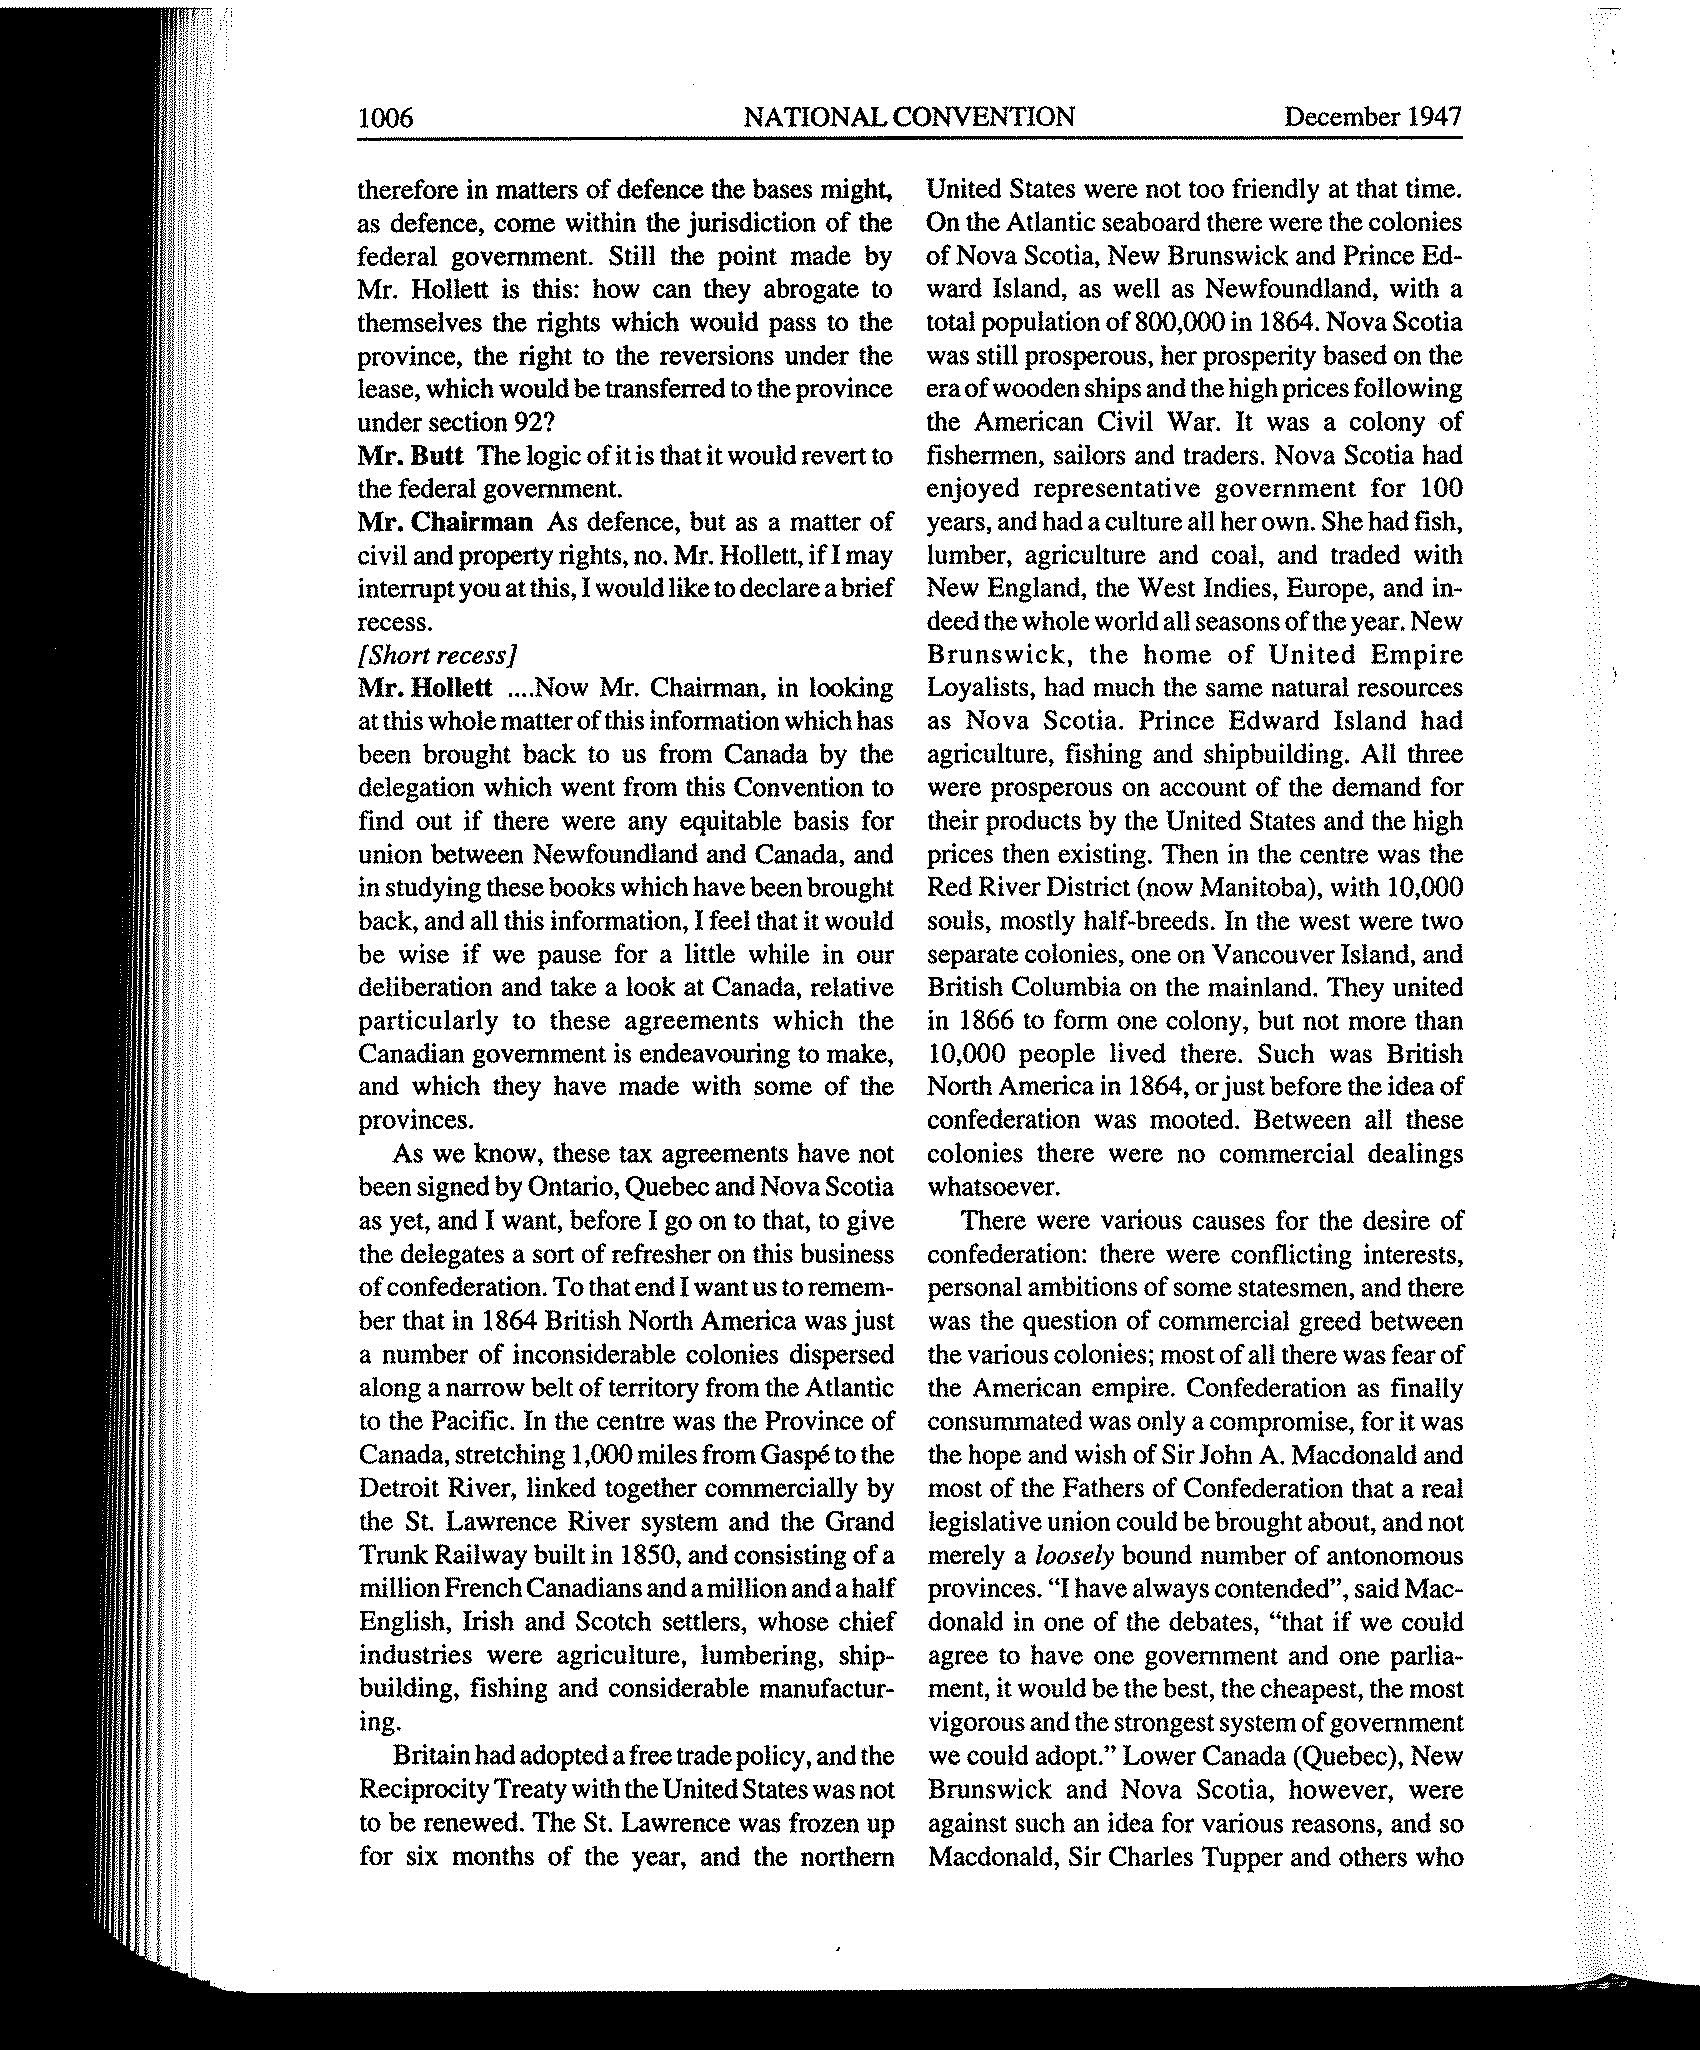 1006 NATIONAL CONVENTION December 1947
therefore in matters of defence the bases might,
as defence, come within the jurisdiction of the
federal government. Still the point made by
Mr. Hollett is this: how can they abrogate to
themselves the rights which would pass to the
province, the right to the reversions under the
lease, which would be transferred to the province
under section 92?
Mr. Butt The logic of it is that it would revert to
the federal government.
Mr. Chairman As defence, but as a matter of
civil and property rights, no. Mr. Hollett, if I may
interrupt you at this, I would like to declare a brief
recess.
[Short recess]
Mr. Hollett ....Now Mr. Chairman, in looking
at this whole matter of this information which has
been brought back to us from Canada by the
delegation which went from this Convention to
find out if there were any equitable basis for
union between Newfoundland and Canada, and
in studying these books which have been brought
back, and all this information, I feel that it would
be wise if we pause for a little while in our
deliberation and take a look at Canada, relative
particularly to these agreements which the
Canadian government is endeavouring to make,
and which they have made with some of the
provinces.
As we know, these tax agreements have not
been signed by Ontario, Quebec and Nova Scotia
as yet, and I want, before I go on to that, to give
the delegates a sort of refresher on this business
of confederation. To that end I want us to remem-
ber that in 1864 British North America was just
a number of inconsiderable colonies dispersed
along a narrow belt of territory from the Atlantic
to the Pacific. In the centre was the Province of
Canada, stretching 1,000 miles from Gaspé to the
Detroit River, linked together commercially by
the St. Lawrence River system and the Grand
Trunk Railway built in 1850, and consisting of a
million French Canadians and a million and a half
English, Irish and Scotch settlers, whose chief
industries were agriculture, lumbering, ship-
building, fishing and considerable manufactur-
ing.
Britain had adopted a free trade policy, and the
Reciprocity Treaty with the United States was not
to be renewed. The St. Lawrence was frozen up
for six months of the year, and the northern
United States were not too friendly at that time.
On the Atlantic seaboard there were the colonies
of Nova Scotia, New Brunswick and Prince Ed-
ward Island, as well as Newfoundland, with a
total population of 800,000 in 1864. Nova Scotia
was still prosperous, her prosperity based on the
era of wooden ships and the high prices following
the American Civil War. It was a colony of
fishermen, sailors and traders. Nova Scotia had
enjoyed representative government for 100
years, and had a culture all her own. She had fish,
lumber, agriculture and coal, and traded with
New England, the West Indies, Europe, and in-
deed the whole world all seasons of the year. New
Brunswick, the home of United Empire
Loyalists, had much the same natural resources
as Nova Scotia. Prince Edward Island had
agriculture, fishing and shipbuilding. All three
were prosperous on account of the demand for
their products by the United States and the high
prices then existing. Then in the centre was the
Red River District (now Manitoba), with 10,000
souls, mostly half-breeds. In the west were two
separate colonies, one on Vancouver Island, and
British Columbia on the mainland. They united
in 1866 to form one colony, but not more than
10,000 people lived there. Such was British
North America in 1864, or just before the idea of
confederation was mooted. Between all these
colonies there were no commercial dealings
whatsoever.
There were various causes for the desire of
confederation: there were conflicting interests,
personal ambitions of some statesmen, and there
was the question of commercial greed between
the various colonies; most of all there was fear of
the American empire. Confederation as finally
consummated was only a compromise, for it was
the hope and wish of Sir John A. Macdonald and
most of the Fathers of Confederation that a real
legislative union could be brought about, and not
merely a loosely bound number of antonomous
provinces. “I have always contended”, said Mac-
donald in one of the debates, “that if we could
agree to have one government and one parlia-
ment, it would be the best, the cheapest, the most
vigorous and the strongest system of government
we could adopt.” Lower Canada (Quebec), New
Brunswick and Nova Scotia, however, were
against such an idea for various reasons, and so
Macdonald, Sir Charles Tupper and others who